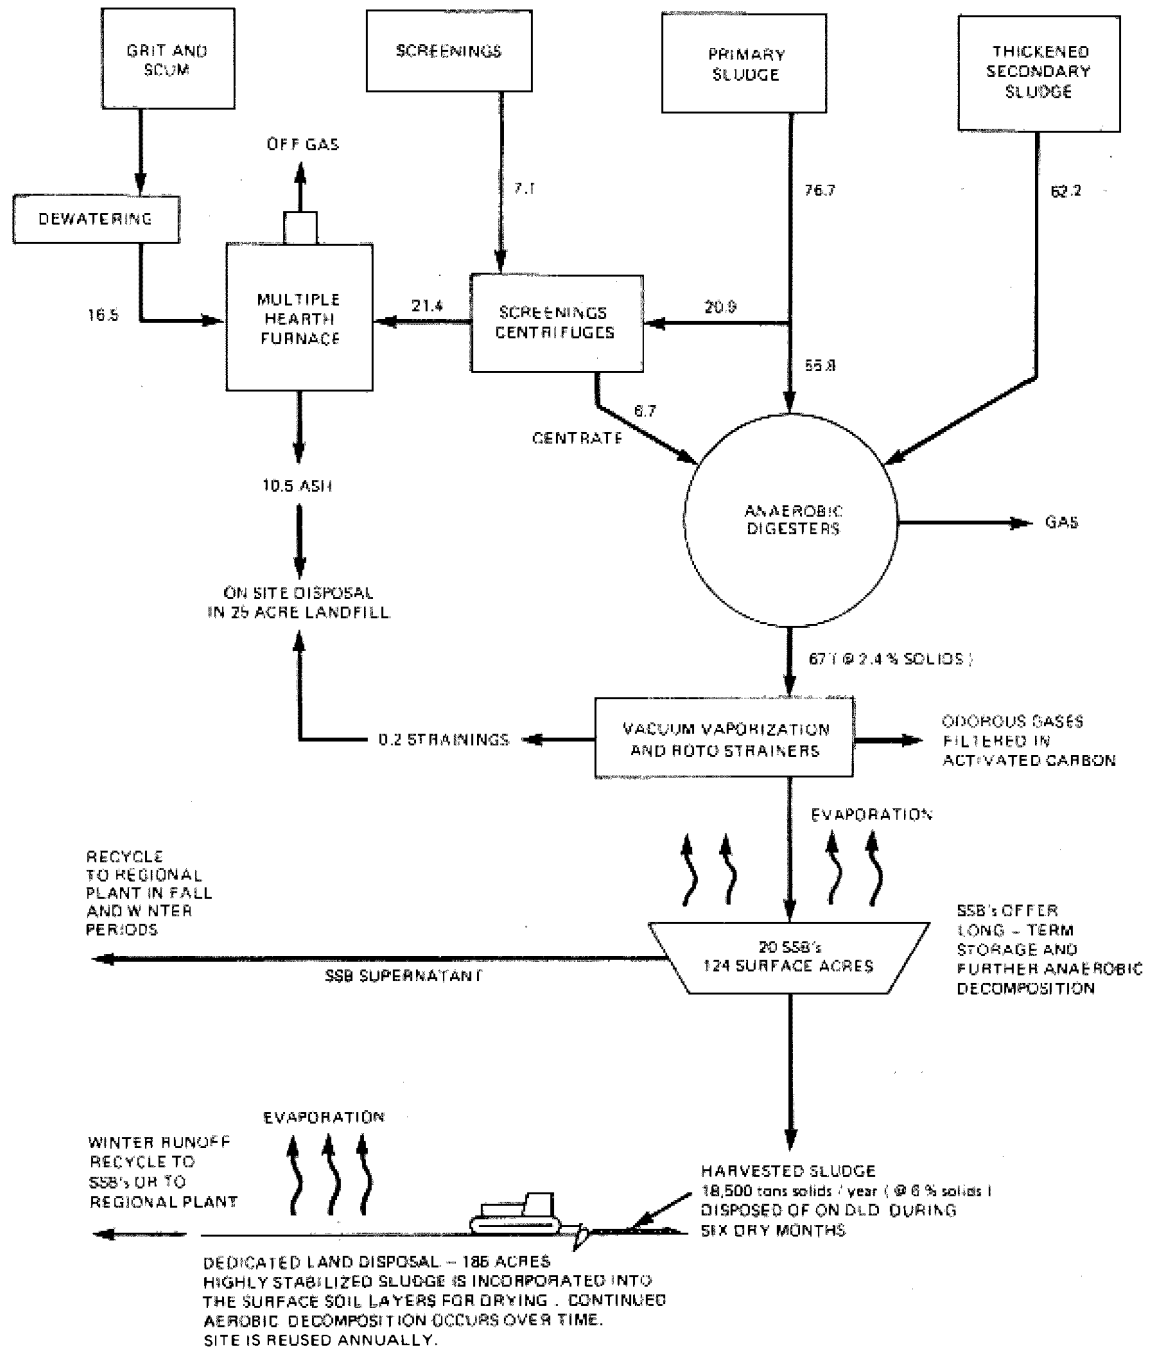 GRIT AND
SCUM
SCREENINGS
PRIMARY
SLUDGE
THICKENED
SECONDARY
SLUDGE
OFF GAS
7.1
76.7
62.2
DEWATERING
16.5
MULTIPLE
HEARTH
FURNACE
21.4
SCREENINGS
CENTRIFUGES
20.9
55.8
6.7
CENTRATE
10.5 ASH
ANAEROBIC
DIGESTERS
GAS
ON SITE DISPOSAL
IN 25 ACRE LANDFILL
(@ 2.4 % SOLIDS)
0.2 STRAININGS
VACUUM VAPORIZATION
AND ROTO STRAINERS
ODOROUS GASES
FILTERED IN
ACTIVATED CARBON
EVAPORATION
RECYCLE
TO REGIONAL
PLANT IN FALL
AND WINTER
PERIODS
SSB SUPERNATANT
20 SSB's
124 SURFACE ACRES
SSB's OFFER
LONG - TERM
STORAGE AND
FURTHER ANAEROBIC
DECOMPOSITION
EVAPORATION
WINTER RUNOFF
RECYCLE TO
SSB's OR TO
REGIONAL PLANT
HARVESTED SLUDGE
18,500 tons solids / year (@ 6 % solids)
DISPOSED OF ON DLD DURING
SIX DRY MONTHS
DEDICATED LAND DISPOSAL - 185 ACRES
HIGHLY STABILIZED SLUDGE IS INCORPORATED INTO
THE SURFACE SOIL LAYERS FOR DRYING. CONTINUED
AEROBIC DECOMPOSITION OCCURS OVER TIME.
SITE IS REUSED ANNUALLY.